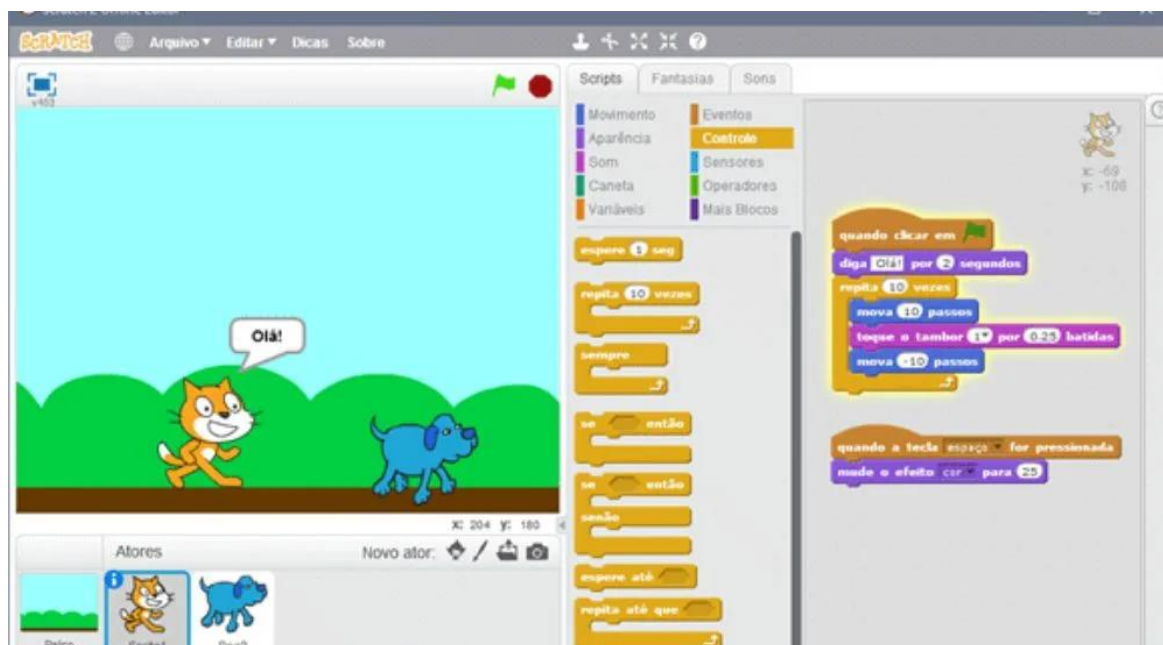 SCRATCH Arquivo Editar Dicas Sobre
v453
Scripts Fantasias Sons
Movimento Eventos
Aparência Controle
Som Sensores
Caneta Operadores
Variáveis Mais Blocos
espere 1 seg
repita 10 vezes
sempre
se então
se então
senão
espere até
repita até que
x: -69
y: -108
quando clicar em
diga Olá! por 2 segundos
repita 10 vezes
mova 10 passos
toque o tambor 1 por 0.25 batidas
mova -10 passos
quando a tecla espaço for pressionada
mude o efeito cor para 25
Olá!
x: 204 y: 180
Atores Novo ator: